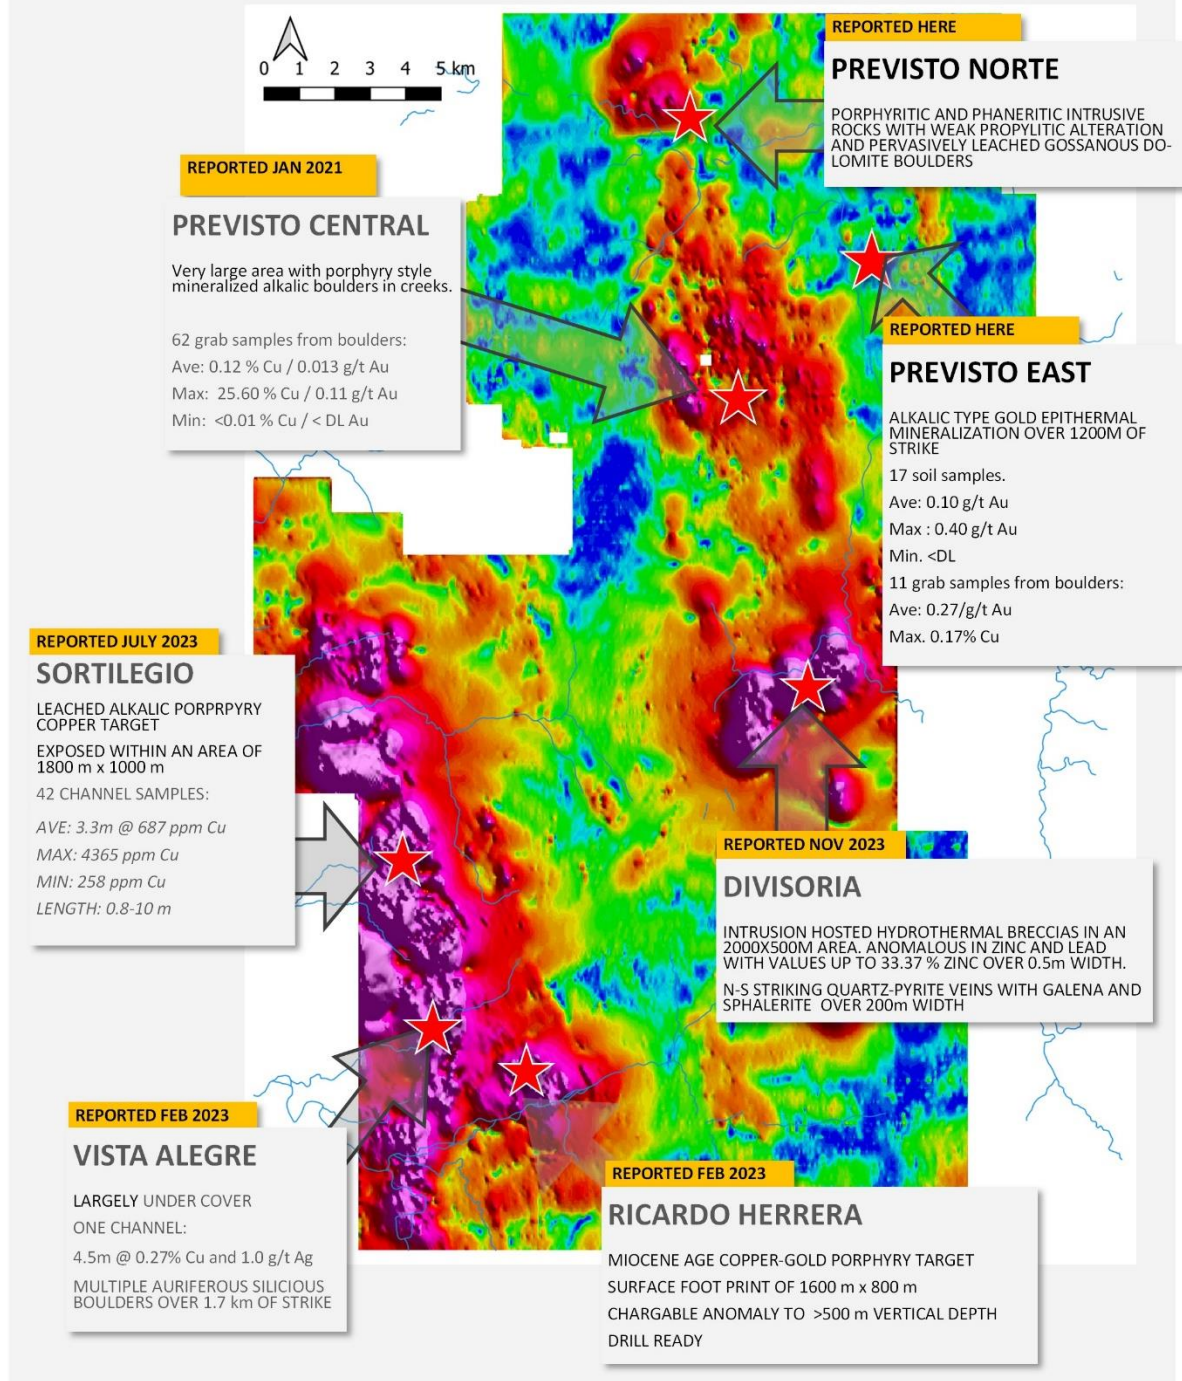 0 1 2 3 4 5 km
REPORTED HERE
PREVISTO NORTE
PORPHYRITIC AND PHANERITIC INTRUSIVE
ROCKS WITH WEAK PROPYLITIC ALTERATION
AND PERVASIVELY LEACHED GOSSANOUS DO-
LOMITE BOULDERS
REPORTED JAN 2021
PREVISTO CENTRAL
Very large area with porphyry style
mineralized alkalic boulders in creeks.
62 grab samples from boulders:
Ave: 0.12 % Cu / 0.013 g/t Au
Max: 25.60 % Cu / 0.11 g/t Au
Min: <0.01 % Cu / < DL Au
REPORTED HERE
PREVISTO EAST
ALKALIC TYPE GOLD EPITHERMAL
MINERALIZATION OVER 1200M OF
STRIKE
17 soil samples.
Ave: 0.10 g/t Au
Max : 0.40 g/t Au
Min. <DL
11 grab samples from boulders:
Ave: 0.27/g/t Au
Max. 0.17% Cu
REPORTED JULY 2023
SORTILEGIO
LEACHED ALKALIC PORPRPYRY
COPPER TARGET
EXPOSED WITHIN AN AREA OF
1800 m x 1000 m
42 CHANNEL SAMPLES:
AVE: 3.3m @ 687 ppm Cu
MAX: 4365 ppm Cu
MIN: 258 ppm Cu
LENGTH: 0.8-10 m
REPORTED NOV 2023
DIVISORIA
INTRUSION HOSTED HYDROTHERMAL BRECCIAS IN AN
2000X500M AREA. ANOMALOUS IN ZINC AND LEAD
WITH VALUES UP TO 33.37 % ZINC OVER 0.5m WIDTH.
N-S STRIKING QUARTZ-PYRITE VEINS WITH GALENA AND
SPHALERITE OVER 200m WIDTH
REPORTED FEB 2023
VISTA ALEGRE
LARGELY UNDER COVER
ONE CHANNEL:
4.5m @ 0.27% Cu and 1.0 g/t Ag
MULTIPLE AURIFEROUS SILICIOUS
BOULDERS OVER 1.7 km OF STRIKE
REPORTED FEB 2023
RICARDO HERRERA
MIOCENE AGE COPPER-GOLD PORPHYRY TARGET
SURFACE FOOT PRINT OF 1600 m x 800 m
CHARGABLE ANOMALY TO >500 m VERTICAL DEPTH
DRILL READY